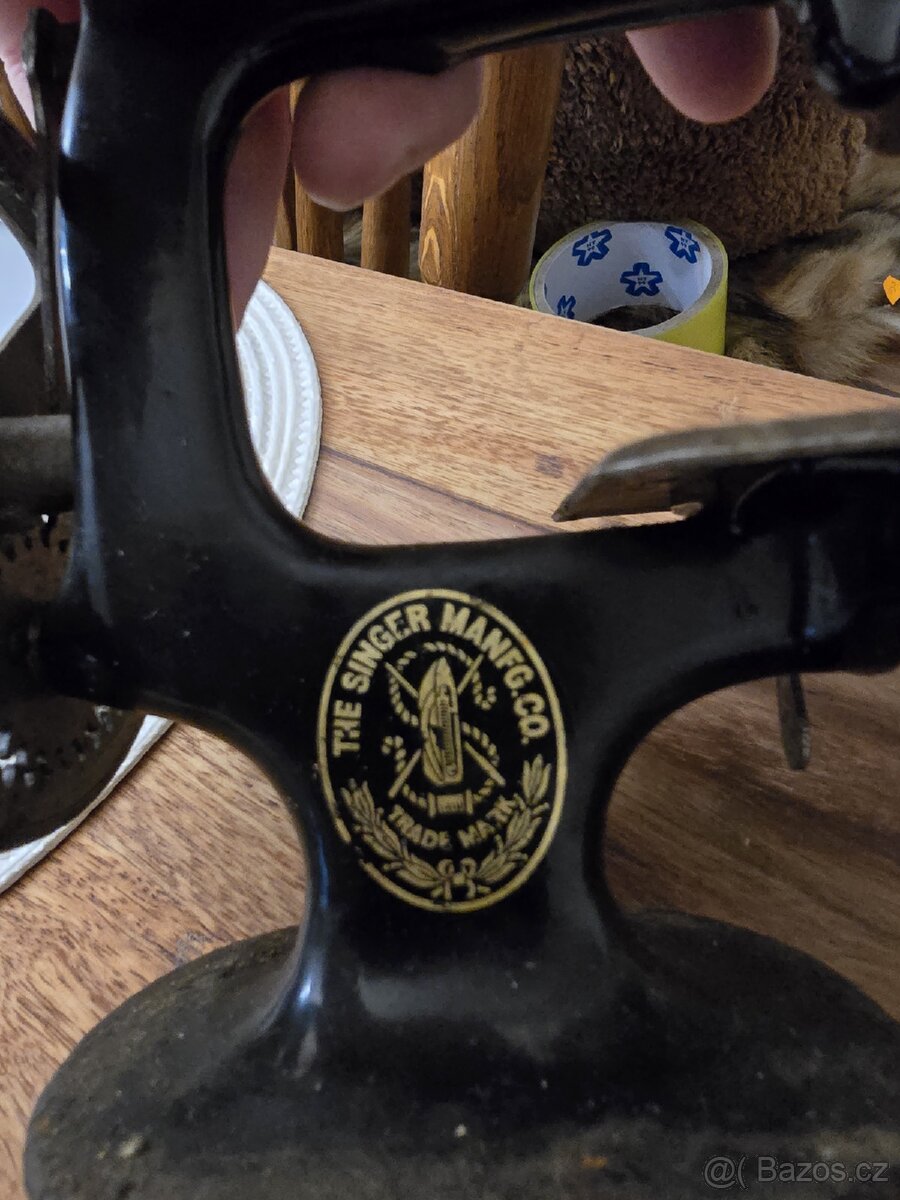 THE SINGER MANFG. CO.
TRADE MARK
@( Bazos.cz